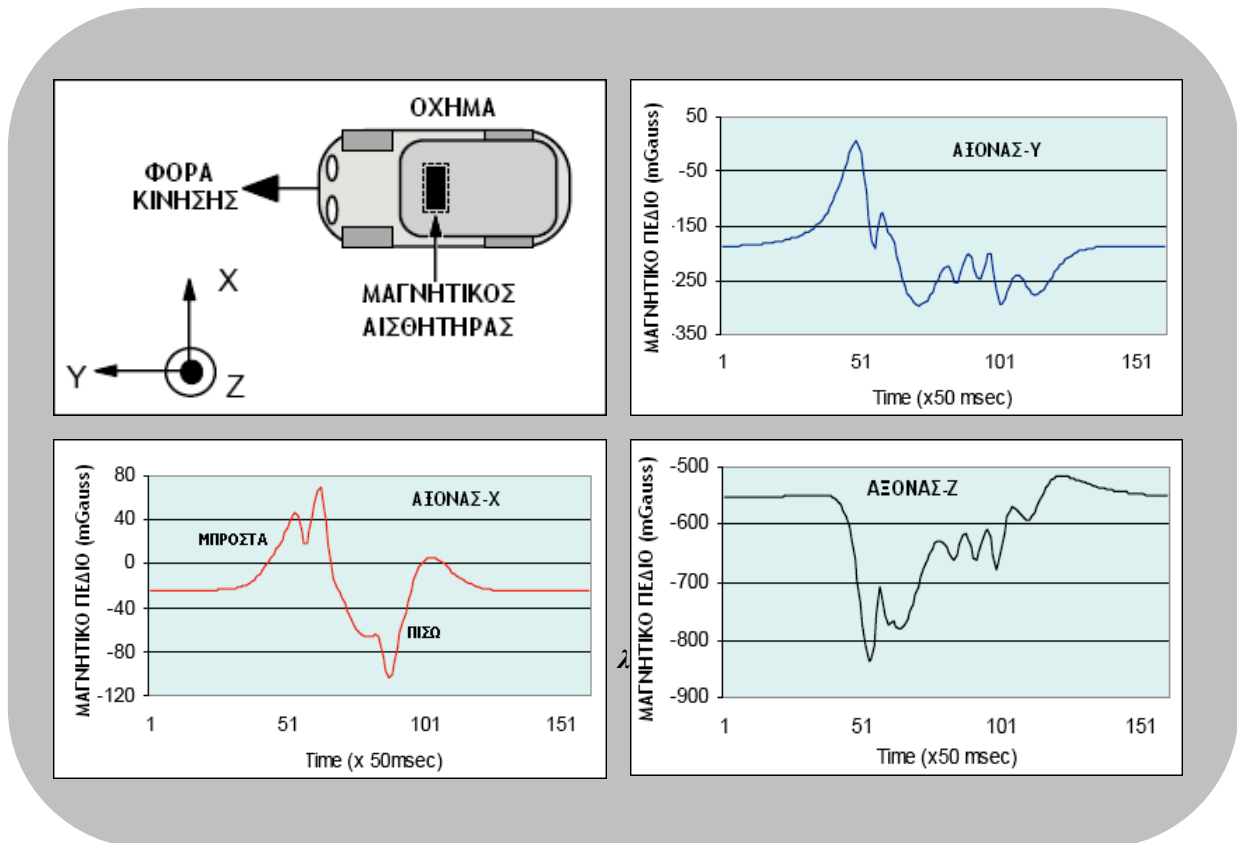 ΟΧΗΜΑ
ΦΟΡΑ
ΚΙΝΗΣΗΣ
ΜΑΓΝΗΤΙΚΟΣ
ΑΙΣΘΗΤΗΡΑΣ
X
Y
Z
ΜΑΓΝΗΤΙΚΟ ΠΕΔΙΟ (mGauss)
50
-50
-150
-250
-350
ΑΞΟΝΑΣ-Υ
1 51 101 151
Time (x50 msec)
ΜΑΓΝΗΤΙΚΟ ΠΕΔΙΟ (mGauss)
80
40
0
-40
-80
-120
ΑΞΟΝΑΣ-Χ
ΜΠΡΟΣΤΑ
ΠΙΣΩ
1 51 101 151
Time (x 50msec)
λ
ΜΑΓΝΗΤΙΚΟ ΠΕΔΙΟ (mGauss)
-500
-600
-700
-800
-900
ΑΞΟΝΑΣ-Ζ
1 51 101 151
Time (x50 msec)